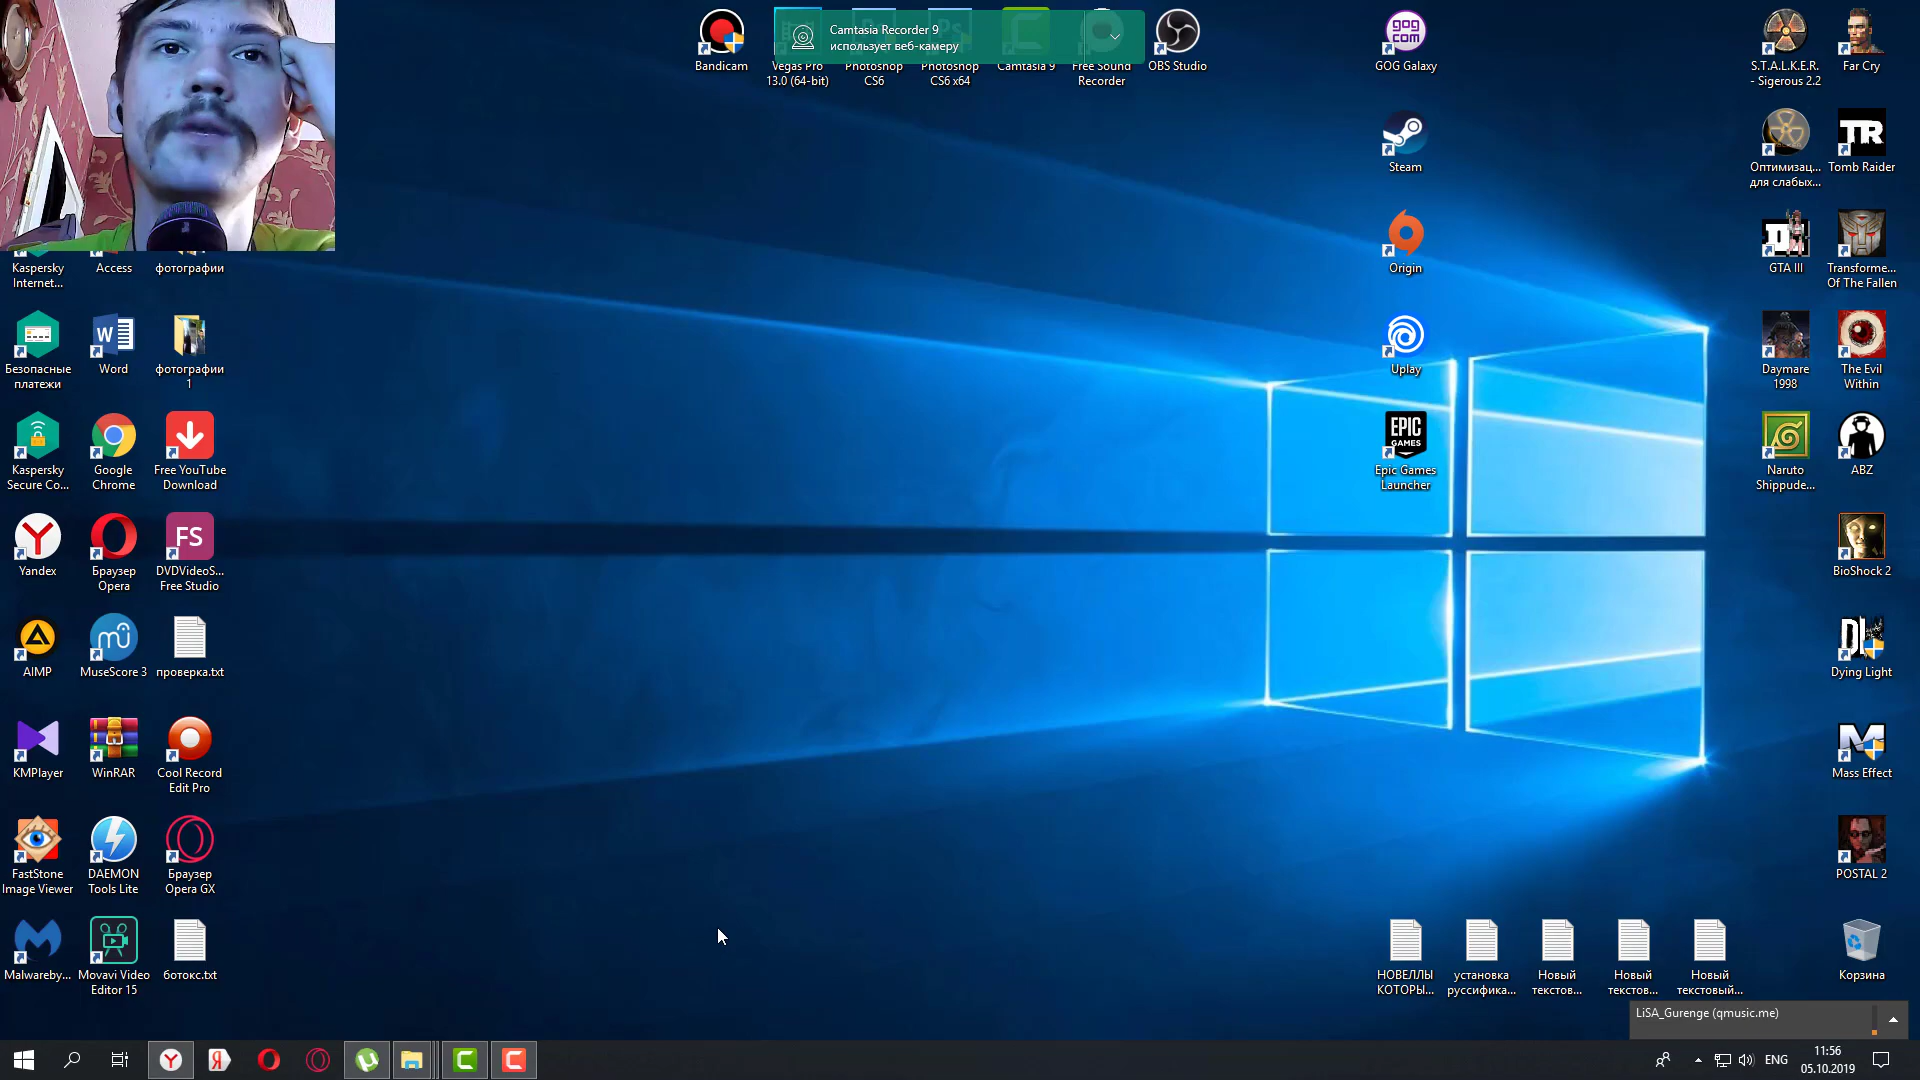 Camtasia Recorder 9
использует веб-камеру
Bandicam
Vegas Pro
13.0 (64-bit)
Photoshop
CS6
Photoshop
CS6 x64
Camtasia 9
Free Sound
Recorder
OBS Studio
GOG Galaxy
S.T.A.L.K.E.R.
- Sigerous 2.2
Far Cry
Steam
Оптимизац...
для слабых...
Tomb Raider
Kaspersky
Internet...
Access
фотографии
Origin
GTA III
Transforme...
Of The Fallen
Безопасные
платежи
Word
фотографии
1
Uplay
Daymare
1998
The Evil
Within
Kaspersky
Secure Co...
Google
Chrome
Free YouTube
Download
EPIC
GAMES
Epic Games
Launcher
Naruto
Shippude...
ABZ
Yandex
Браузер
Opera
FS
DVDVideoS...
Free Studio
BioShock 2
AIMP
MuseScore 3
проверка.txt
Dying Light
KMPlayer
WinRAR
Cool Record
Edit Pro
Mass Effect
FastStone
Image Viewer
DAEMON
Tools Lite
Браузер
Opera GX
POSTAL 2
Malwareby...
Movavi Video
Editor 15
ботокс.txt
НОВЕЛЛЫ
КОТОРЫ...
установка
руссифика...
Новый
текстов...
Новый
текстов...
Новый
текстовый...
Корзина
LiSA_Gurenge (qmusic.me)
ENG
11:56
05.10.2019